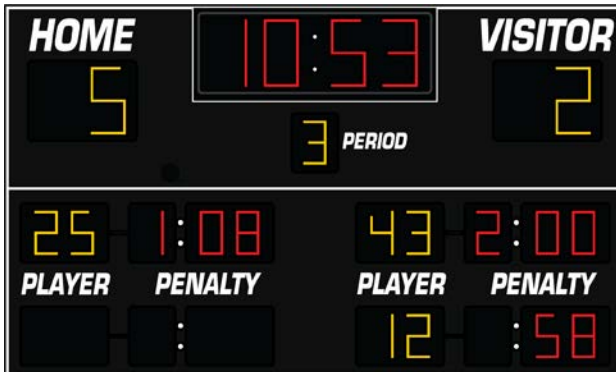 HOME 10:53 VISITOR
5 2
3 PERIOD
25 1:08 43 2:00
PLAYER PENALTY PLAYER PENALTY
: 12 :58